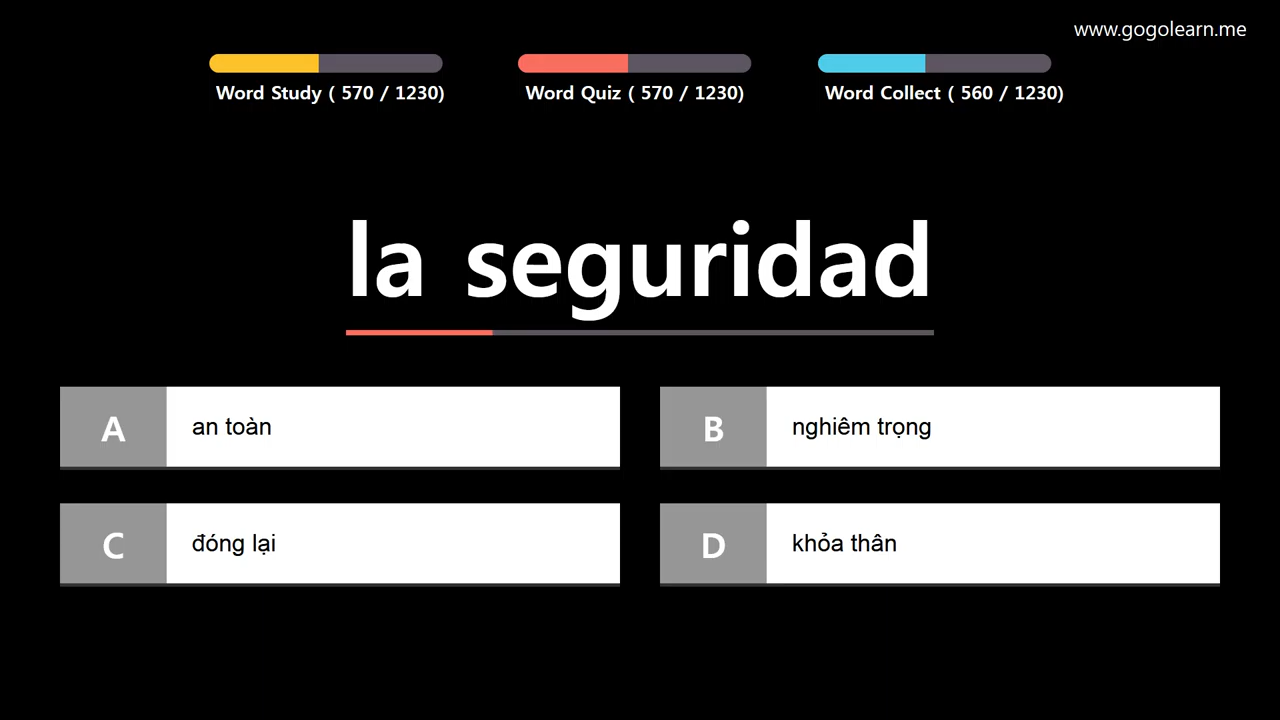 www.gogolearn.me
Word Study ( 570 / 1230)
Word Quiz ( 570 / 1230)
Word Collect ( 560 / 1230)
la seguridad
A an toàn
B nghiêm trọng
C đóng lại
D khỏa thân